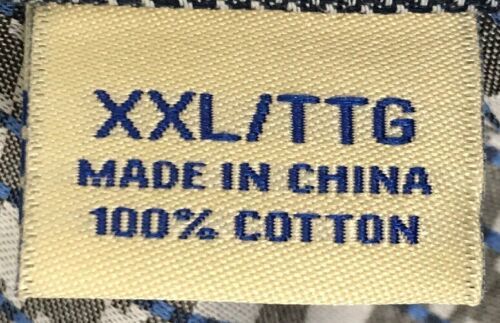 XXL/TTG
MADE IN CHINA
100% COTTON